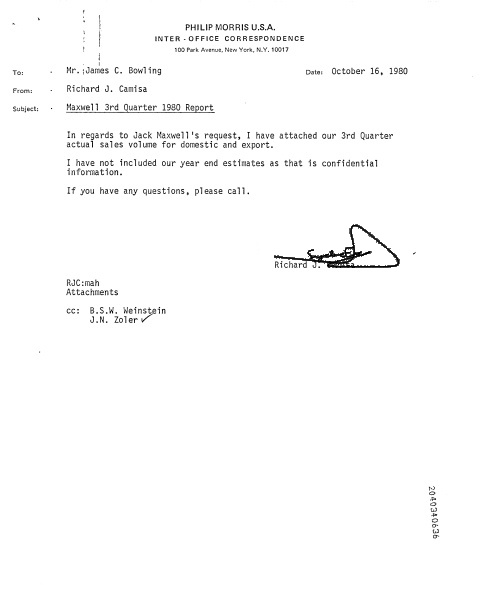 PHILIP MORRIS U.S.A.
INTER - OFFICE CORRESPONDENCE
100 Park Avenue, New York, N.Y. 10017
To: Mr. James C. Bowling Date: October 16, 1980
From: Richard J. Camisa
Subject: Maxwell 3rd Quarter 1980 Report
In regards to Jack Maxwell's request, I have attached our 3rd Quarter
actual sales volume for domestic and export.
I have not included our year end estimates as that is confidential
information.
If you have any questions, please call.
Richard J.
RJC:mah
Attachments
cc: B.S.W. Weinstein
J.N. Zoler
2040340636